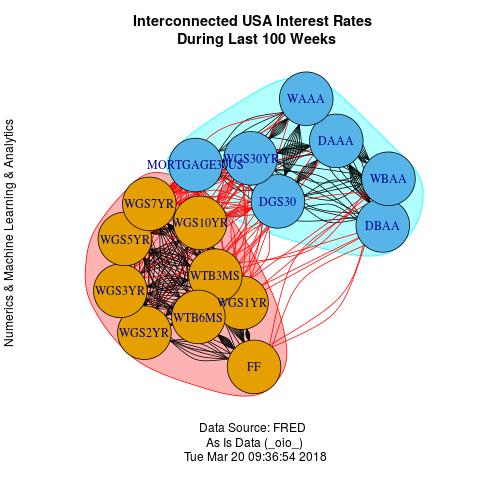 Interconnected USA Interest Rates
During Last 100 Weeks
Numerics & Machine Learning & Analytics
WAAA
DAAA
WGS30YR
MORTGAGE30US
WBAA
DGS30
WGS7YR
WGS10YR
DBAA
WGS5YR
WTB3MS
WGS3YR
WGS1YR
WTB6MS
WGS2YR
FF
Data Source: FRED
As Is Data (_oio_)
Tue Mar 20 09:36:54 2018